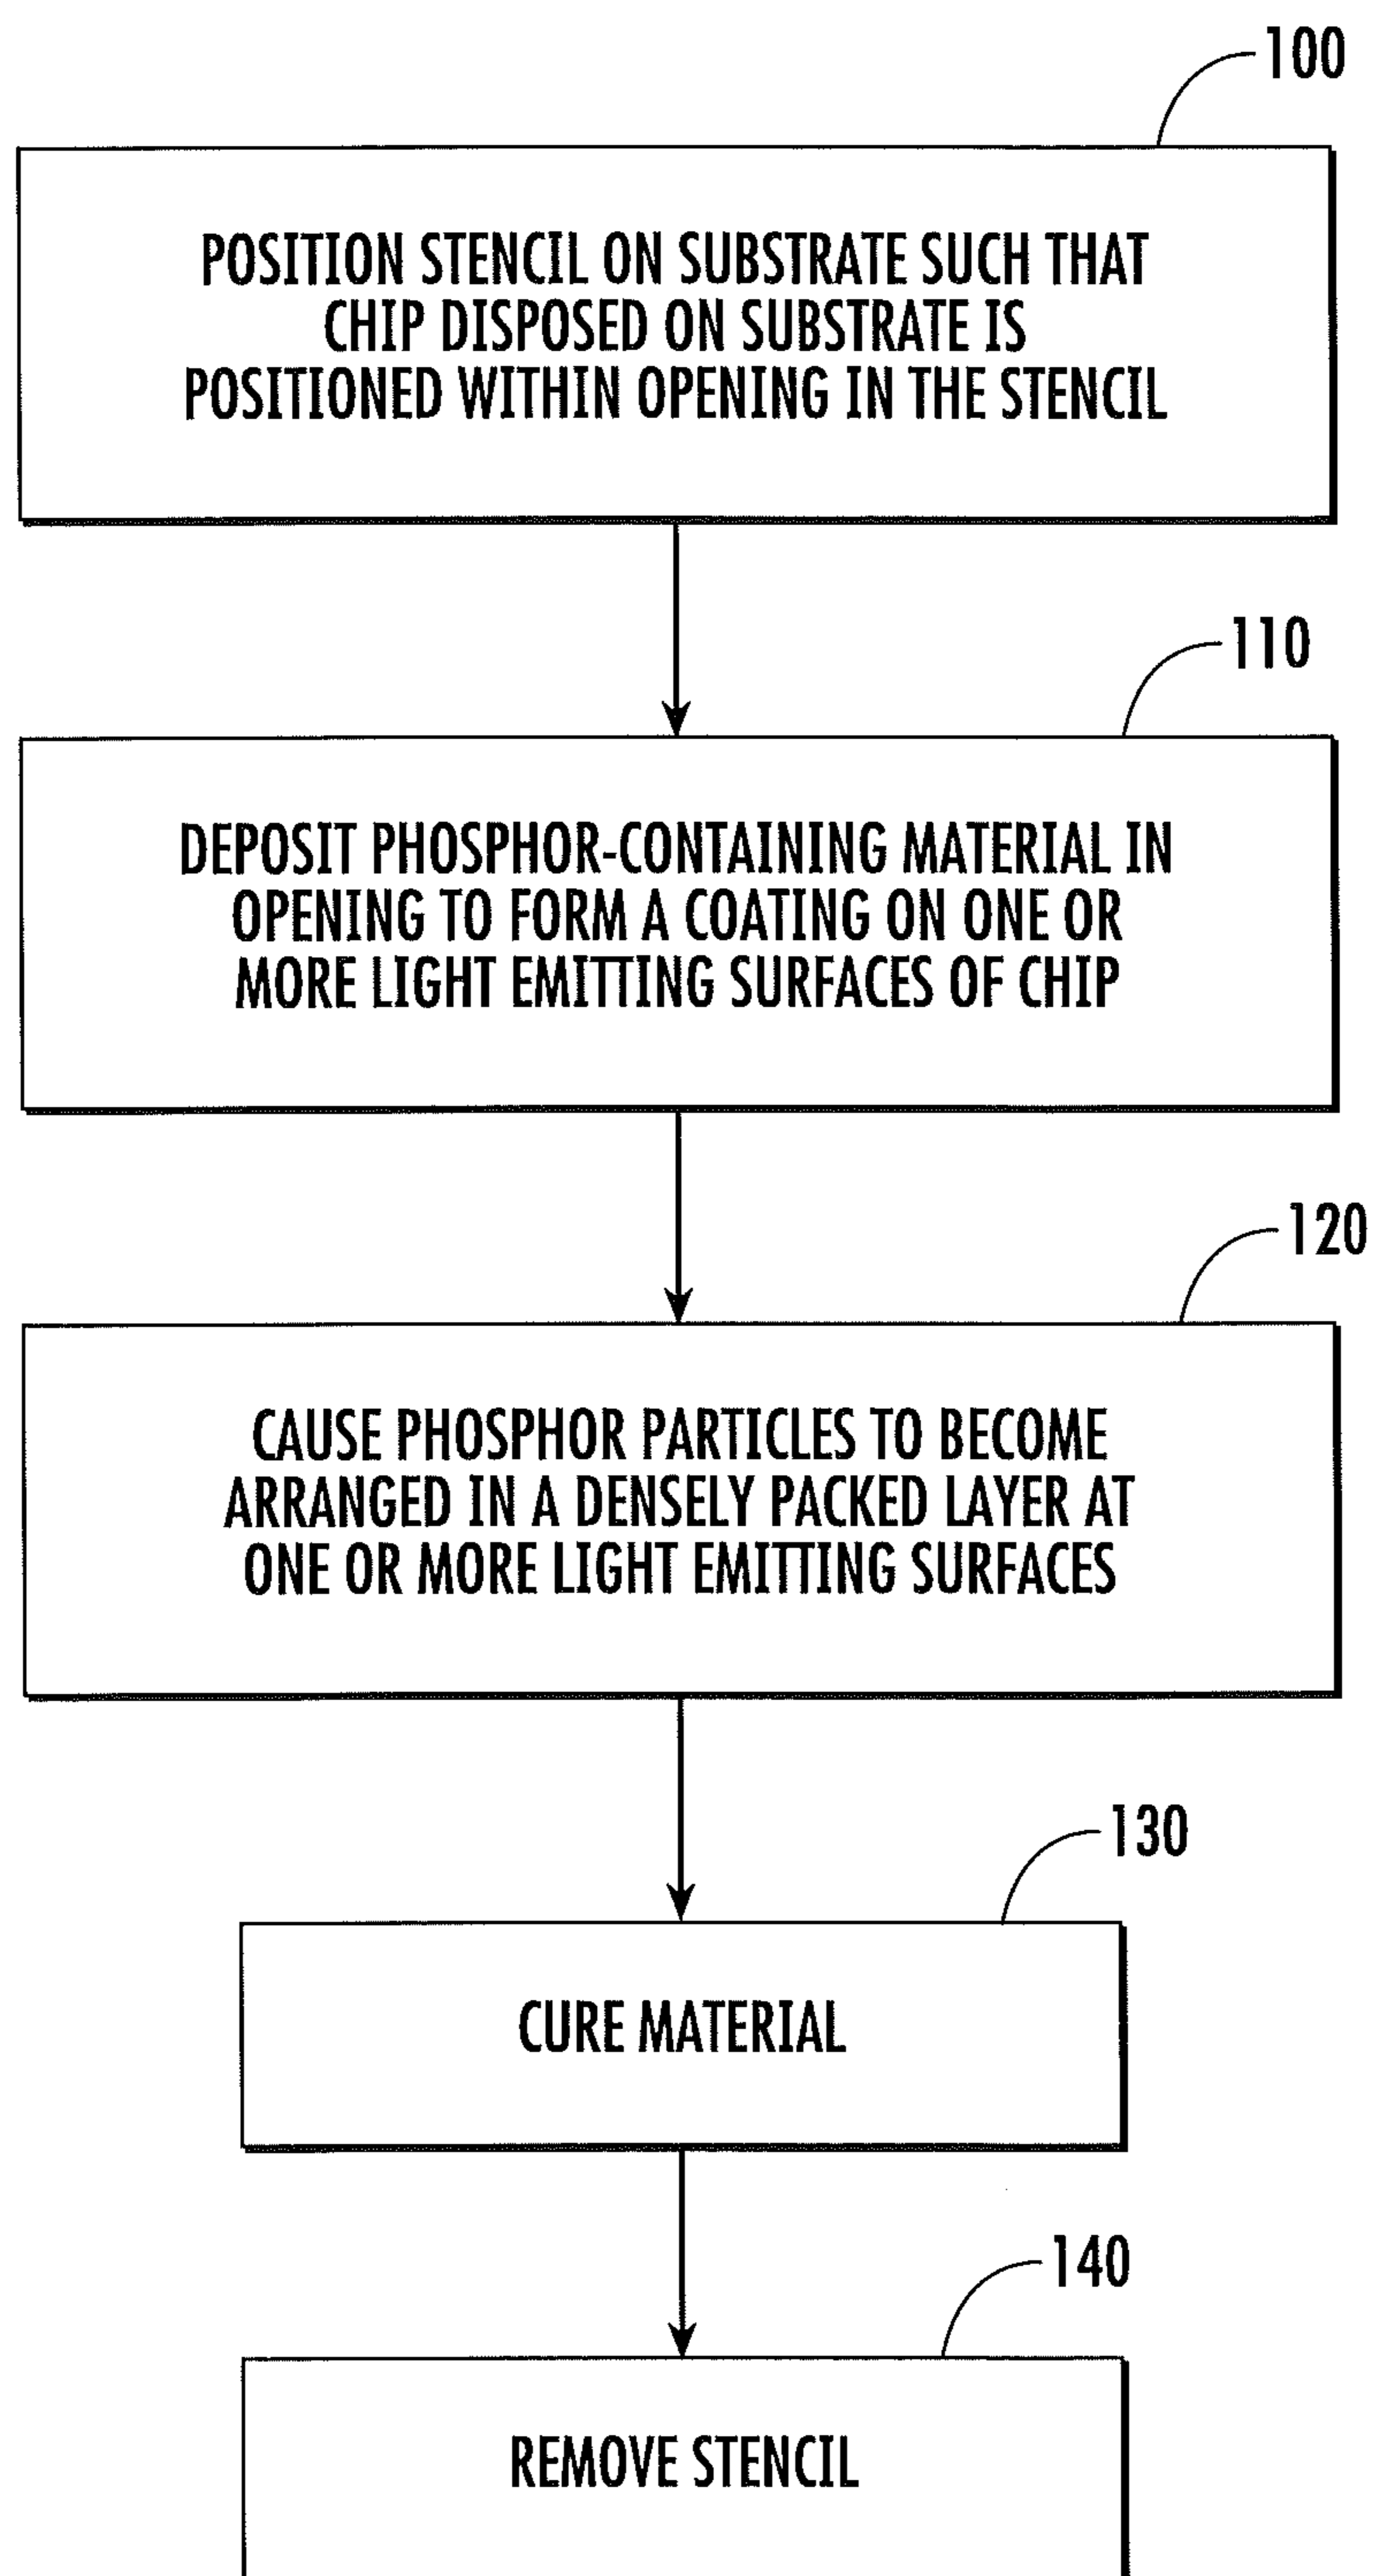 100
POSITION STENCIL ON SUBSTRATE SUCH THAT
CHIP DISPOSED ON SUBSTRATE IS
POSITIONED WITHIN OPENING IN THE STENCIL
110
DEPOSIT PHOSPHOR-CONTAINING MATERIAL IN
OPENING TO FORM A COATING ON ONE OR
MORE LIGHT EMITTING SURFACES OF CHIP
120
CAUSE PHOSPHOR PARTICLES TO BECOME
ARRANGED IN A DENSELY PACKED LAYER AT
ONE OR MORE LIGHT EMITTING SURFACES
130
CURE MATERIAL
140
REMOVE STENCIL